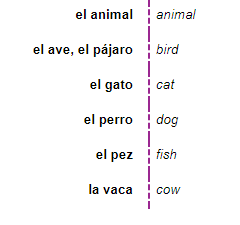 el animal animal
el ave, el pájaro bird
el gato cat
el perro dog
el pez fish
la vaca cow